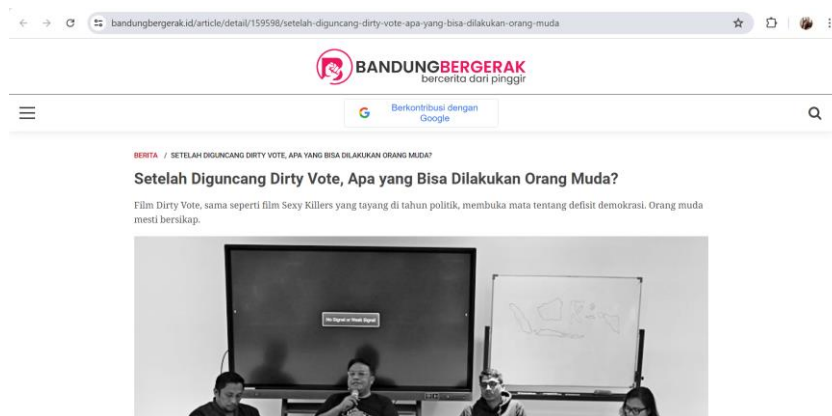 bandungbergerak.id/article/detail/159598/setelah-diguncang-dirty-vote-apa-yang-bisa-dilakukan-orang-muda
BANDUNGBERGERAK
bercerita dari pinggir
Berkontribusi dengan
Google
BERITA / SETELAH DIGUNCANG DIRTY VOTE, APA YANG BISA DILAKUKAN ORANG MUDA?
Setelah Diguncang Dirty Vote, Apa yang Bisa Dilakukan Orang Muda?
Film Dirty Vote, sama seperti film Sexy Killers yang tayang di tahun politik, membuka mata tentang defisit demokrasi. Orang muda
mesti bersikap.
No Signal or Weak Signal